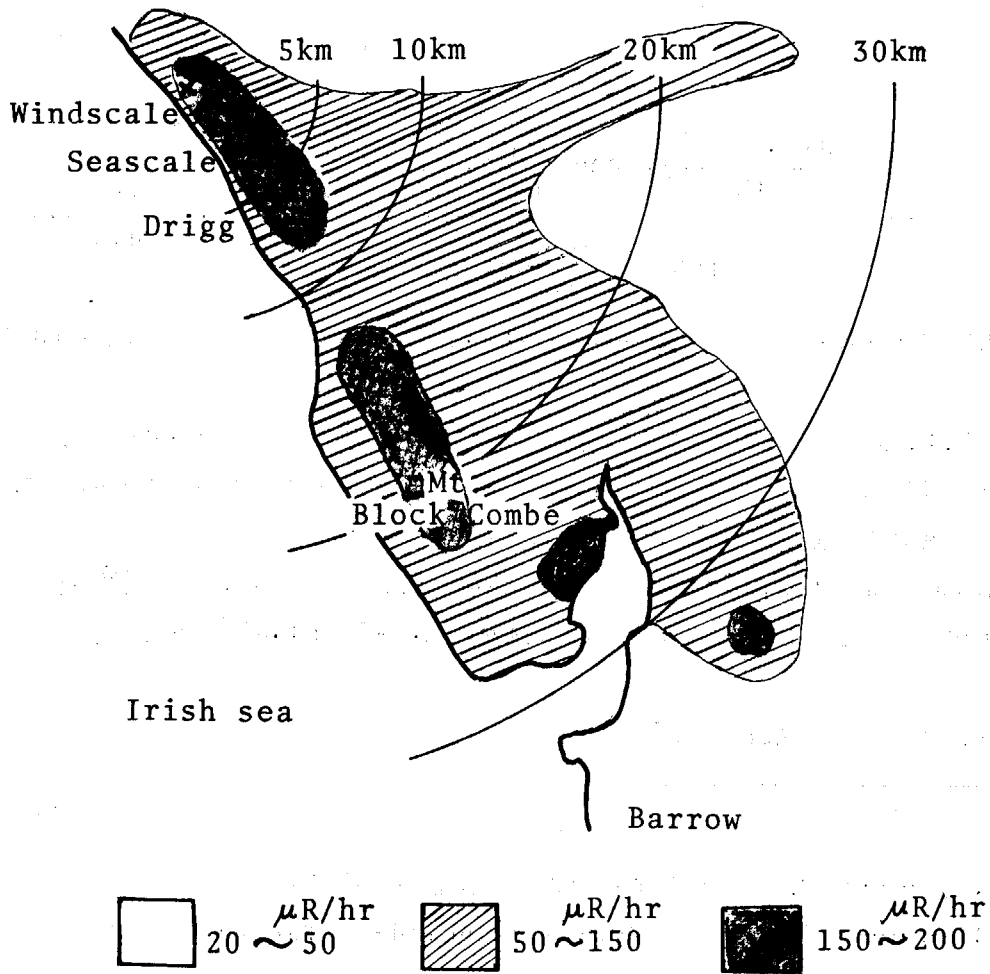 5km 10km 20km 30km
Windscale
Seascale
Drigg
Mt
Block Combe
Irish sea
Barrow
μR/hr μR/hr μR/hr
20 ~ 50 50 ~ 150 150 ~ 200